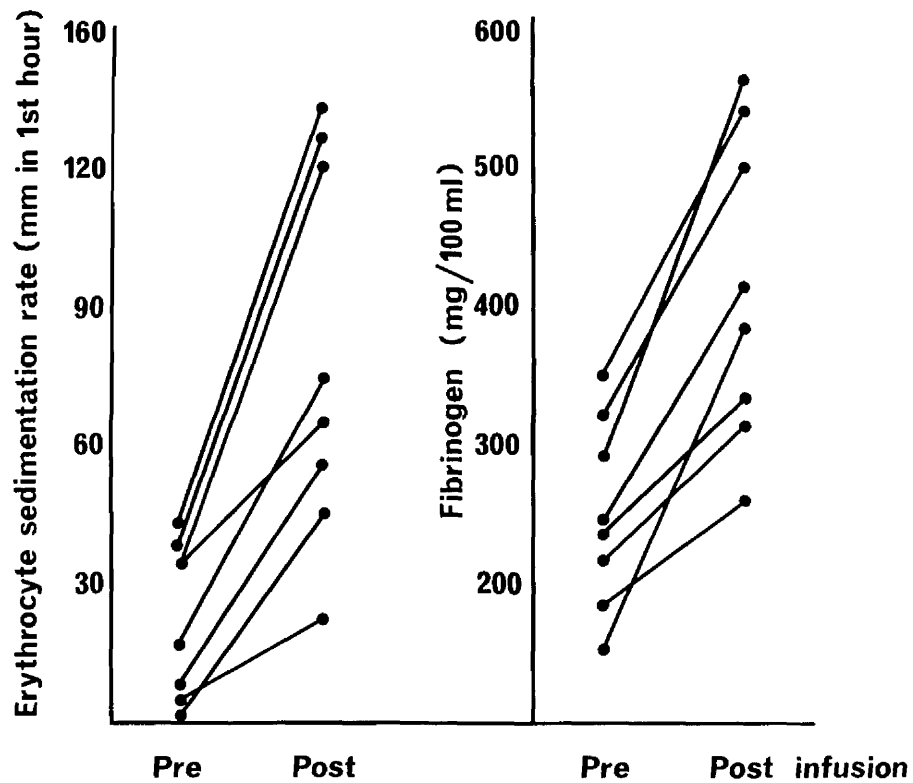 Erythrocyte sedimentation rate (mm in 1st hour)
160
120
90
60
30
Pre
Post
Fibrinogen (mg/100 ml)
600
500
400
300
200
Pre
Post infusion